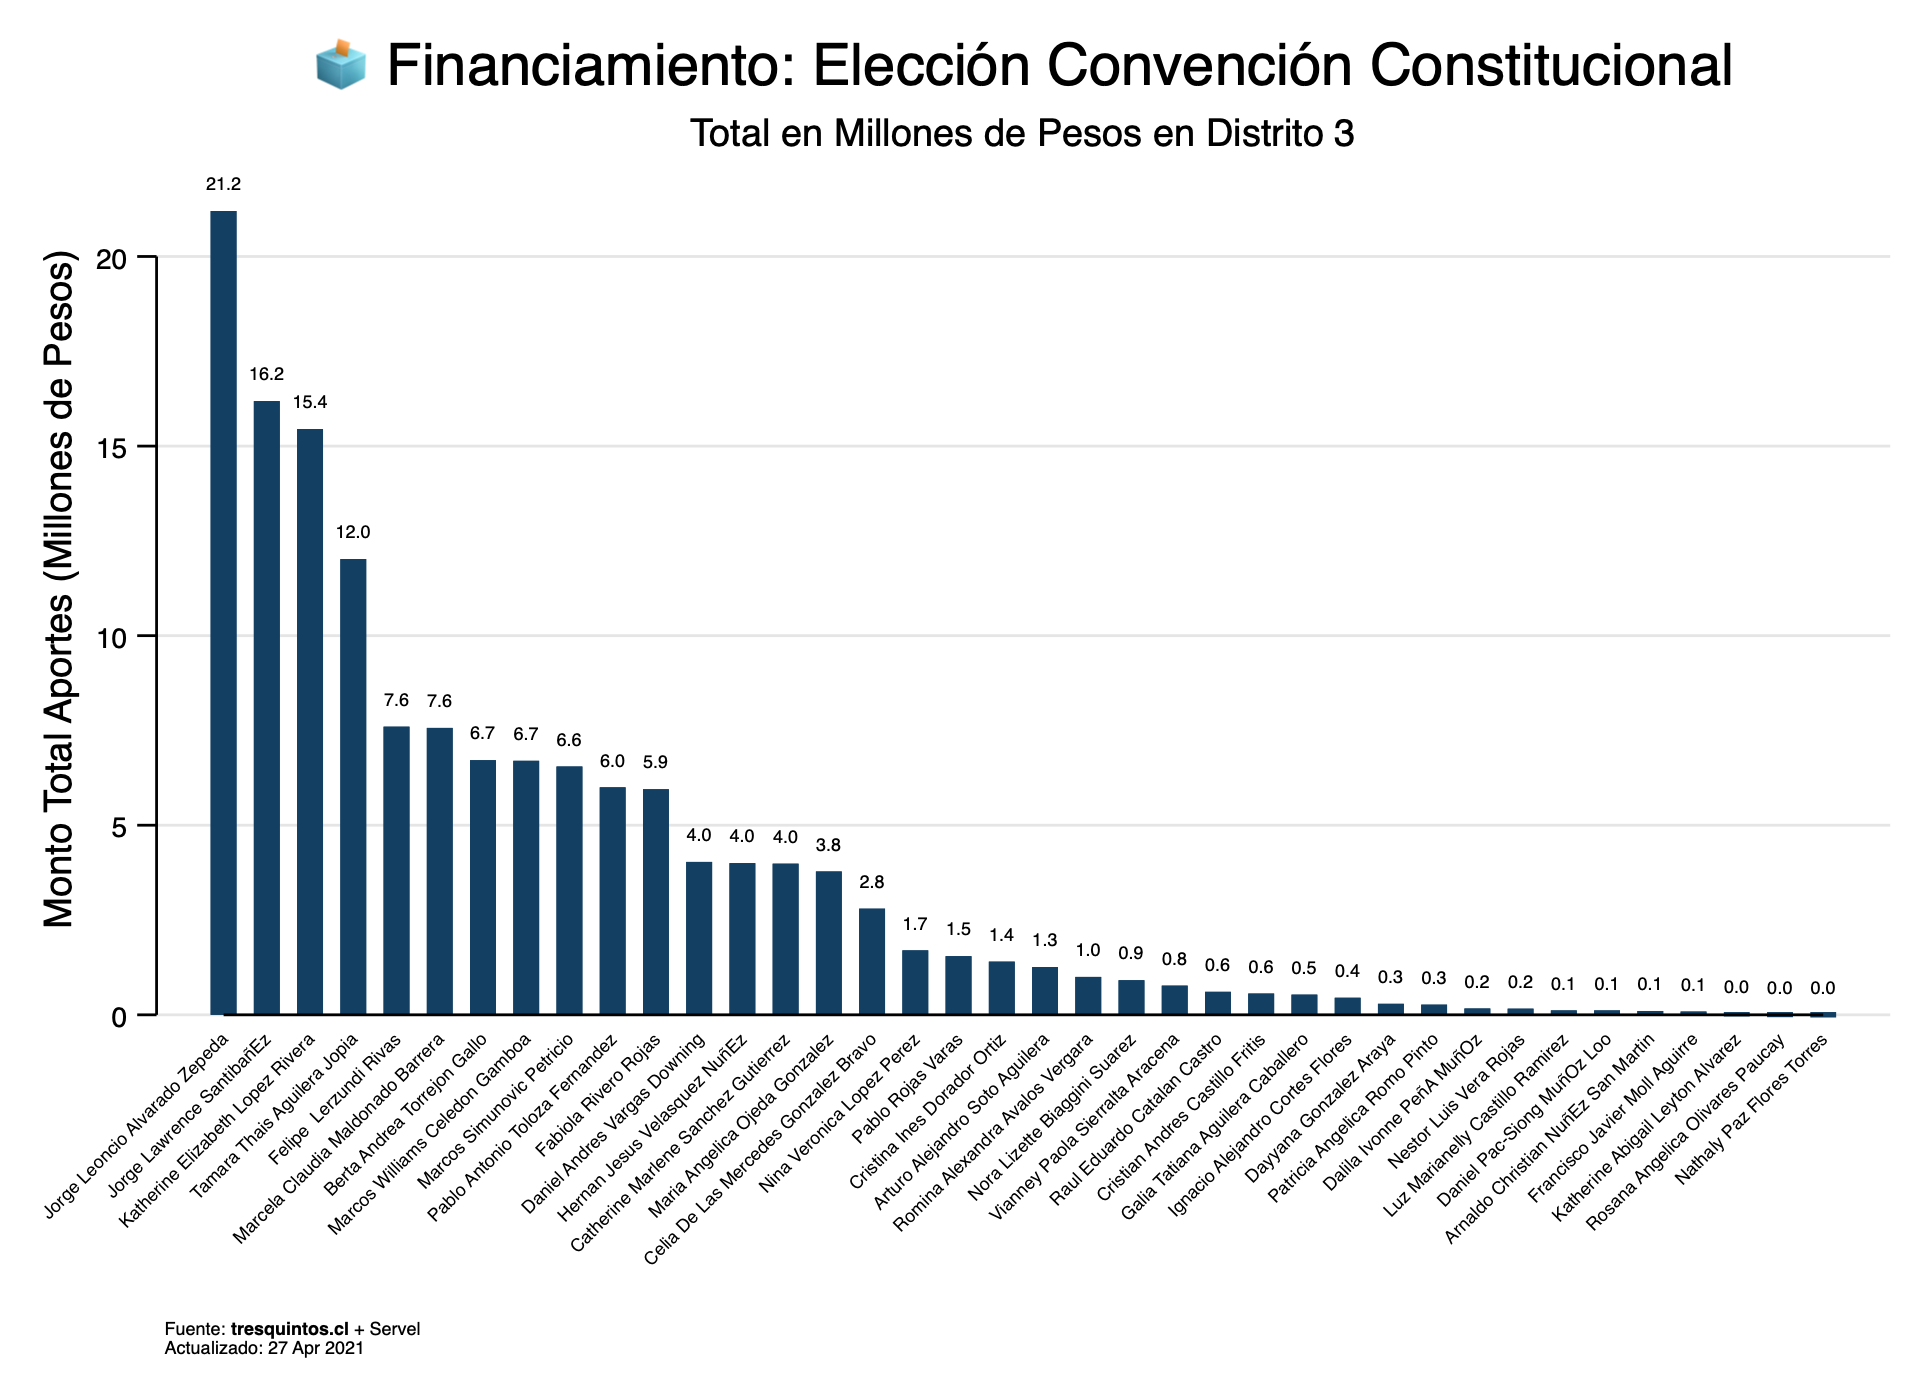 Financiamiento: Elección Convención Constitucional
Total en Millones de Pesos en Distrito 3
Monto Total Aportes (Millones de Pesos)
20
15
10
5
0
21.2
16.2
15.4
12.0
7.6
7.6
6.7
6.7
6.6
6.0
5.9
4.0
4.0
4.0
3.8
2.8
1.7
1.5
1.4
1.3
1.0
0.9
0.8
0.6
0.6
0.5
0.4
0.3
0.3
0.2
0.2
0.1
0.1
0.1
0.1
0.0
0.0
0.0
Jorge Leoncio Alvarado Zepeda
Jorge Lawrence SantibañEz
Katherine Elizabeth Lopez Rivera
Tamara Thais Aguilera Jopia
Felipe Lerzundi Rivas
Marcela Claudia Maldonado Barrera
Berta Andrea Torrejon Gallo
Marcos Williams Celedon Gamboa
Marcos Simunovic Petricio
Pablo Antonio Toloza Fernandez
Fabiola Rivero Rojas
Daniel Andres Vargas Downing
Hernan Jesus Velasquez NuñEz
Catherine Marlene Sanchez Gutierrez
Maria Angelica Ojeda Gonzalez
Celia De Las Mercedes Gonzalez Bravo
Nina Veronica Lopez Perez
Pablo Rojas Varas
Cristina Ines Dorador Ortiz
Arturo Alejandro Soto Aguilera
Romina Alexandra Avalos Vergara
Nora Lizette Biaggini Suarez
Vianney Paola Sierralta Aracena
Raul Eduardo Catalan Castro
Cristian Andres Castillo Fritis
Galia Tatiana Aguilera Caballero
Ignacio Alejandro Cortes Flores
Dayyana Gonzalez Araya
Patricia Angelica Romo Pinto
Dalila Ivonne PeñA MuñOz
Nestor Luis Vera Rojas
Luz Marianelly Castillo Ramirez
Daniel Pac-Siong MuñOz Loo
Arnaldo Christian NuñEz San Martin
Francisco Javier Moll Aguirre
Katherine Abigail Leyton Alvarez
Rosana Angelica Olivares Paucay
Nathaly Paz Flores Torres
Fuente: tresquintos.cl + Servel
Actualizado: 27 Apr 2021